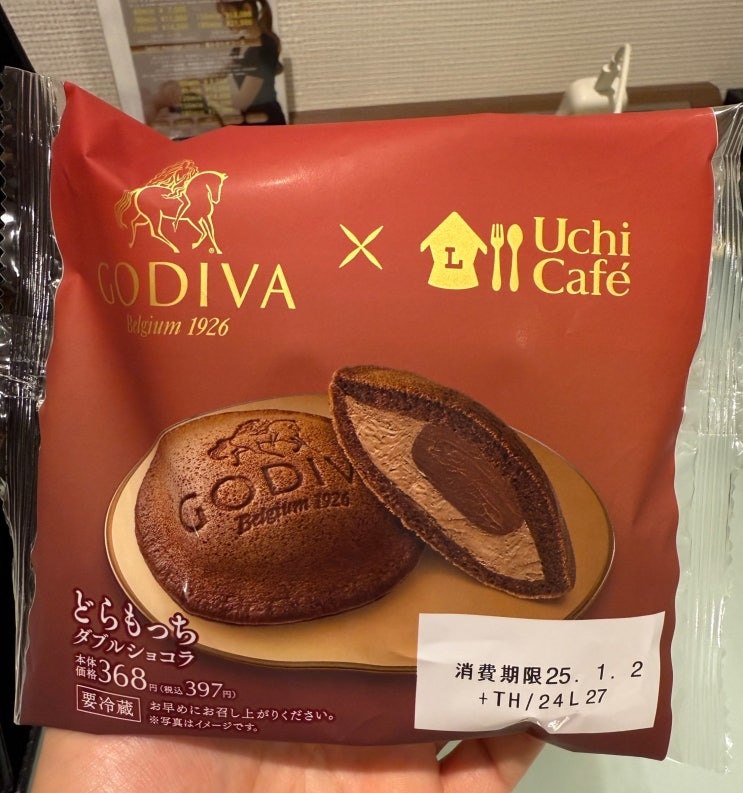 GODIVA
Belgium 1926
×
L
Uchi
Café
GODIV
Belgium 1926
どらもっち
ダブルショコラ
本体
価格368円(税込397円)
要冷蔵
お早めにお召し上がりください。
※写真はイメージです。
消費期限25. 1. 2
+TH/24L27